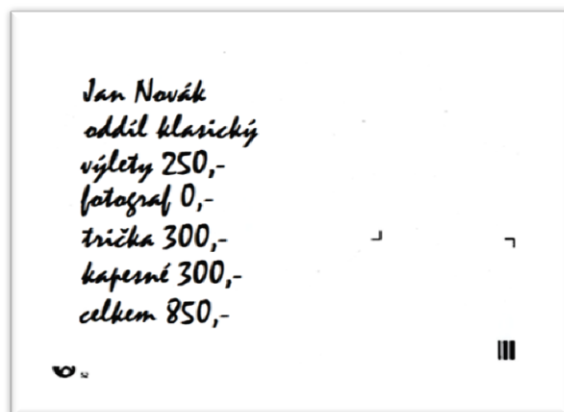 Jan Novák
oddíl klasický
výlety 250,-
fotograf 0,-
trička 300,-
kapesné 300,-
celkem 850,-